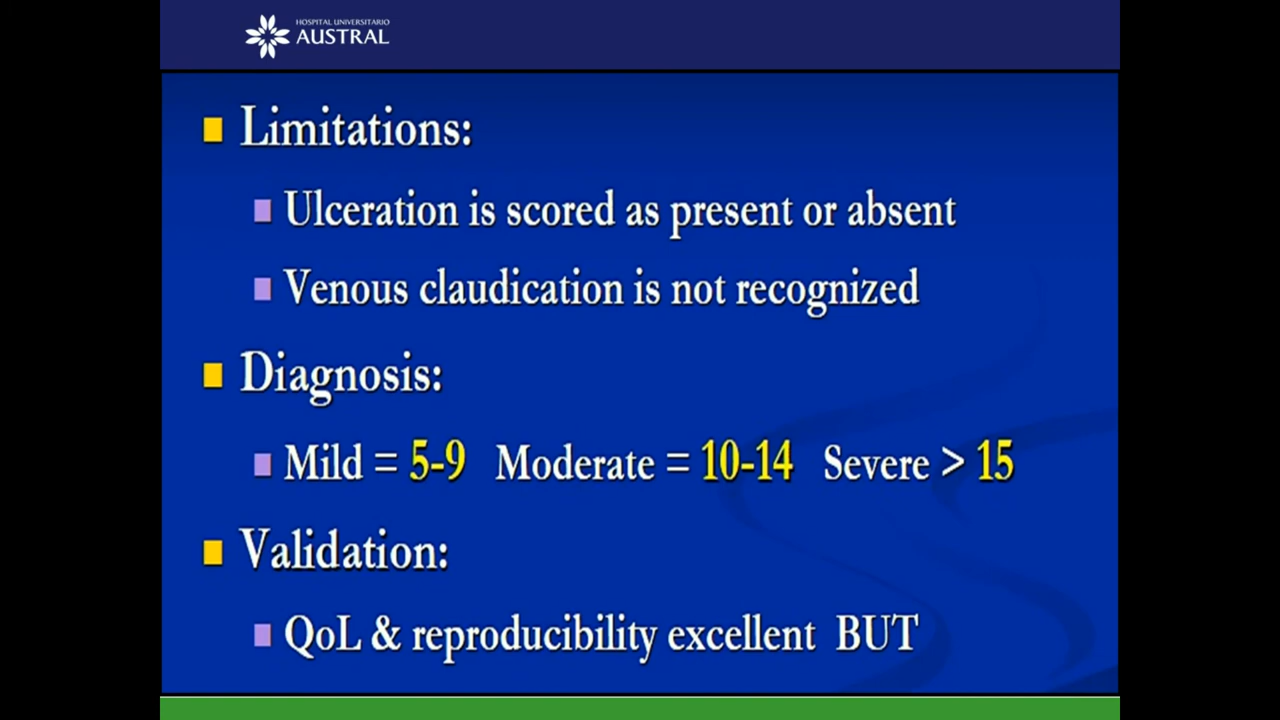 HOSPITAL UNIVERSITARIO
AUSTRAL
Limitations:
Ulceration is scored as present or absent
Venous claudication is not recognized
Diagnosis:
Mild = 5-9 Moderate = 10-14 Severe > 15
Validation:
QoL & reproducibility excellent BUT